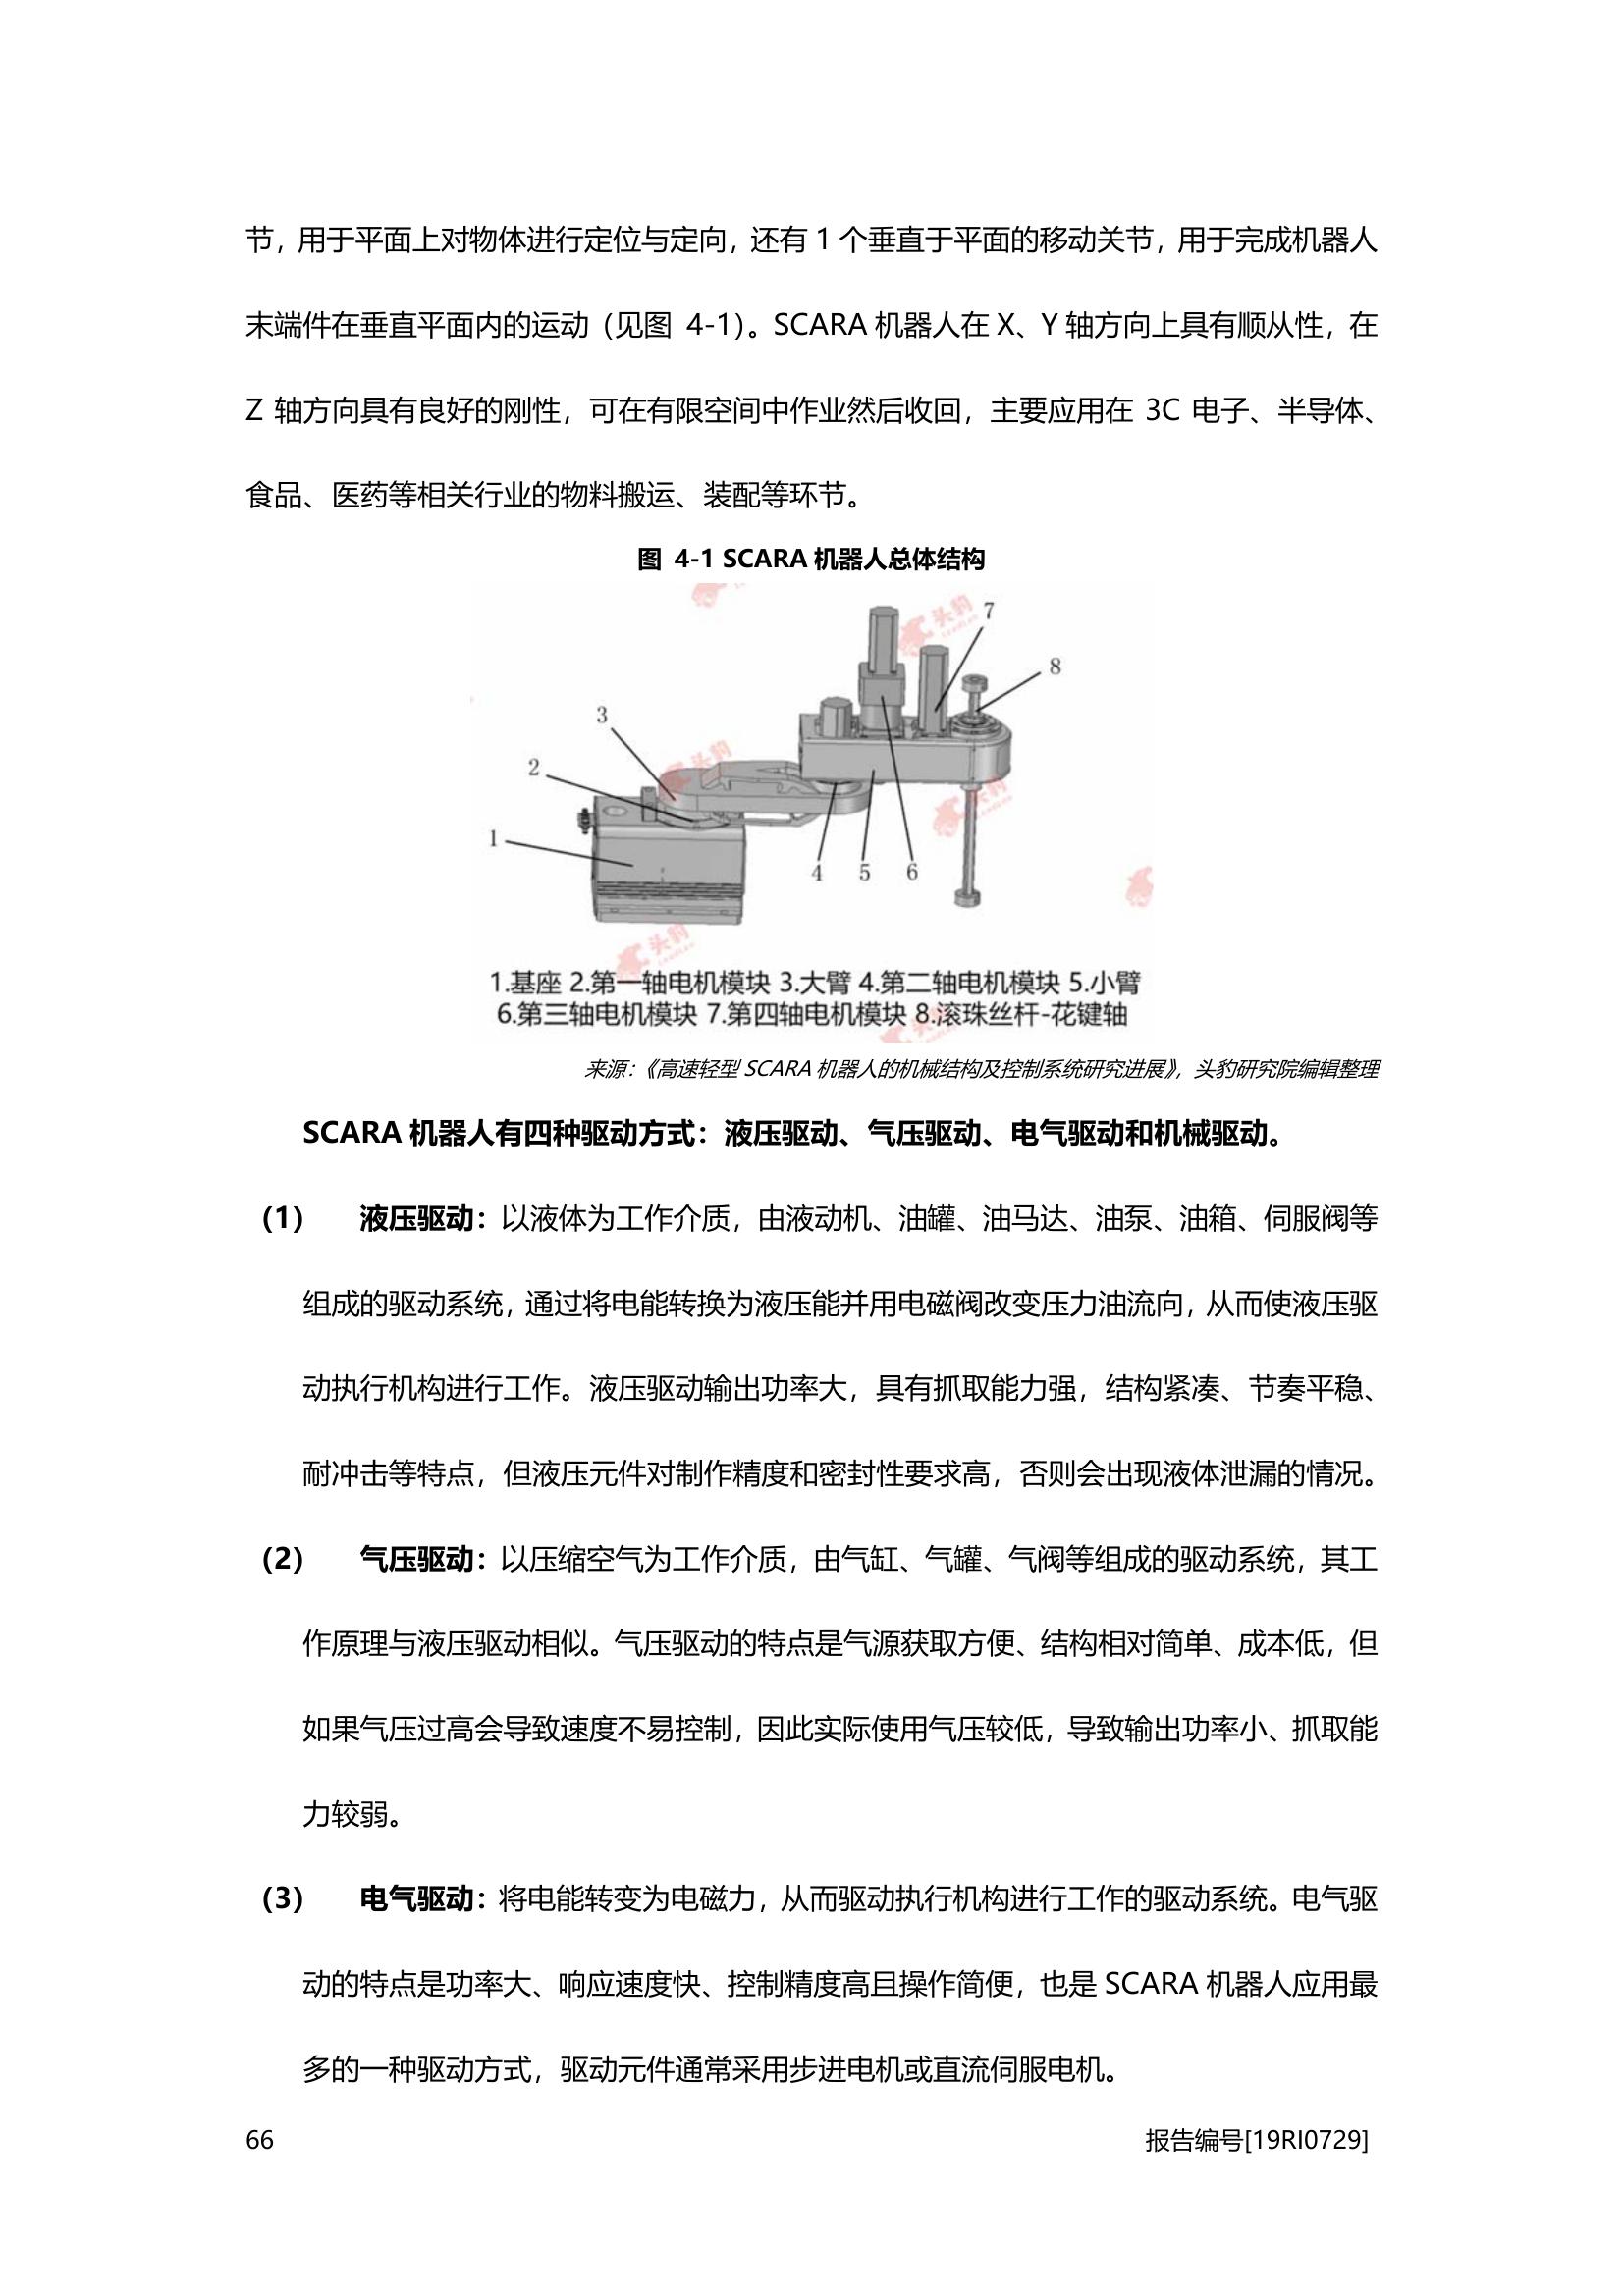 节，用于平面上对物体进行定位与定向，还有 1 个垂直于平面的移动关节，用于完成机器人
末端件在垂直平面内的运动（见图 4-1）。SCARA 机器人在 X、Y 轴方向上具有顺从性，在
Z 轴方向具有良好的刚性，可在有限空间中作业然后收回，主要应用在 3C 电子、半导体、
食品、医药等相关行业的物料搬运、装配等环节。
图 4-1 SCARA 机器人总体结构
头豹
7
8
3
头豹
2
头豹
1
4 5 6
头豹
1.基座 2.第一轴电机模块 3.大臂 4.第二轴电机模块 5.小臂
6.第三轴电机模块 7.第四轴电机模块 8.滚珠丝杆-花键轴
来源：《高速轻型 SCARA 机器人的机械结构及控制系统研究进展》，头豹研究院编辑整理
SCARA 机器人有四种驱动方式：液压驱动、气压驱动、电气驱动和机械驱动。
（1） 液压驱动：以液体为工作介质，由液动机、油罐、油马达、油泵、油箱、伺服阀等
组成的驱动系统，通过将电能转换为液压能并用电磁阀改变压力油流向，从而使液压驱
动执行机构进行工作。液压驱动输出功率大，具有抓取能力强，结构紧凑、节奏平稳、
耐冲击等特点，但液压元件对制作精度和密封性要求高，否则会出现液体泄漏的情况。
（2） 气压驱动：以压缩空气为工作介质，由气缸、气罐、气阀等组成的驱动系统，其工
作原理与液压驱动相似。气压驱动的特点是气源获取方便、结构相对简单、成本低，但
如果气压过高会导致速度不易控制，因此实际使用气压较低，导致输出功率小、抓取能
力较弱。
（3） 电气驱动：将电能转变为电磁力，从而驱动执行机构进行工作的驱动系统。电气驱
动的特点是功率大、响应速度快、控制精度高且操作简便，也是 SCARA 机器人应用最
多的一种驱动方式，驱动元件通常采用步进电机或直流伺服电机。
66 报告编号[19RI0729]